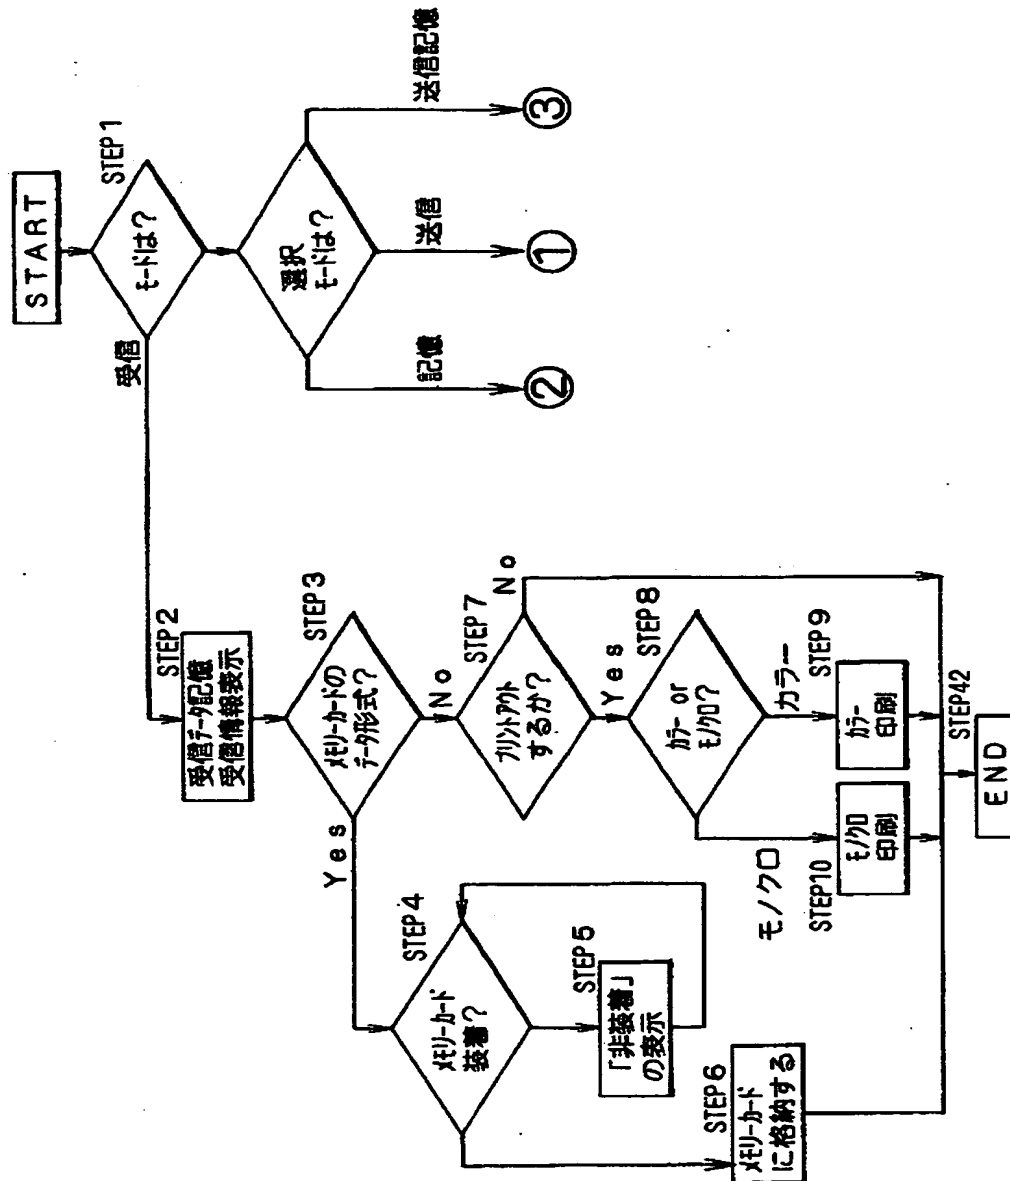 START
STEP1
モードは?
受信
選択
モードは?
記憶
送信
送信記憶
②
①
③
STEP2
受信データ記憶
受信情報表示
STEP3
メモリーカードの
データ形式?
Yes
No
STEP4
メモリーカード
装着?
STEP5
「非装着」
の表示
STEP6
メモリーカード
に格納する
STEP7
プリントアウト
するか?
No
Yes
STEP8
カラー or
モノクロ?
モノクロ
カラー
STEP9
カラー
印刷
STEP10
モノクロ
印刷
STEP42
END